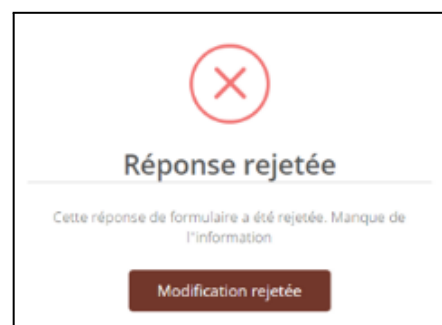 Réponse rejetée
Cette réponse de formulaire a été rejetée. Manque de
l"information
Modification rejetée